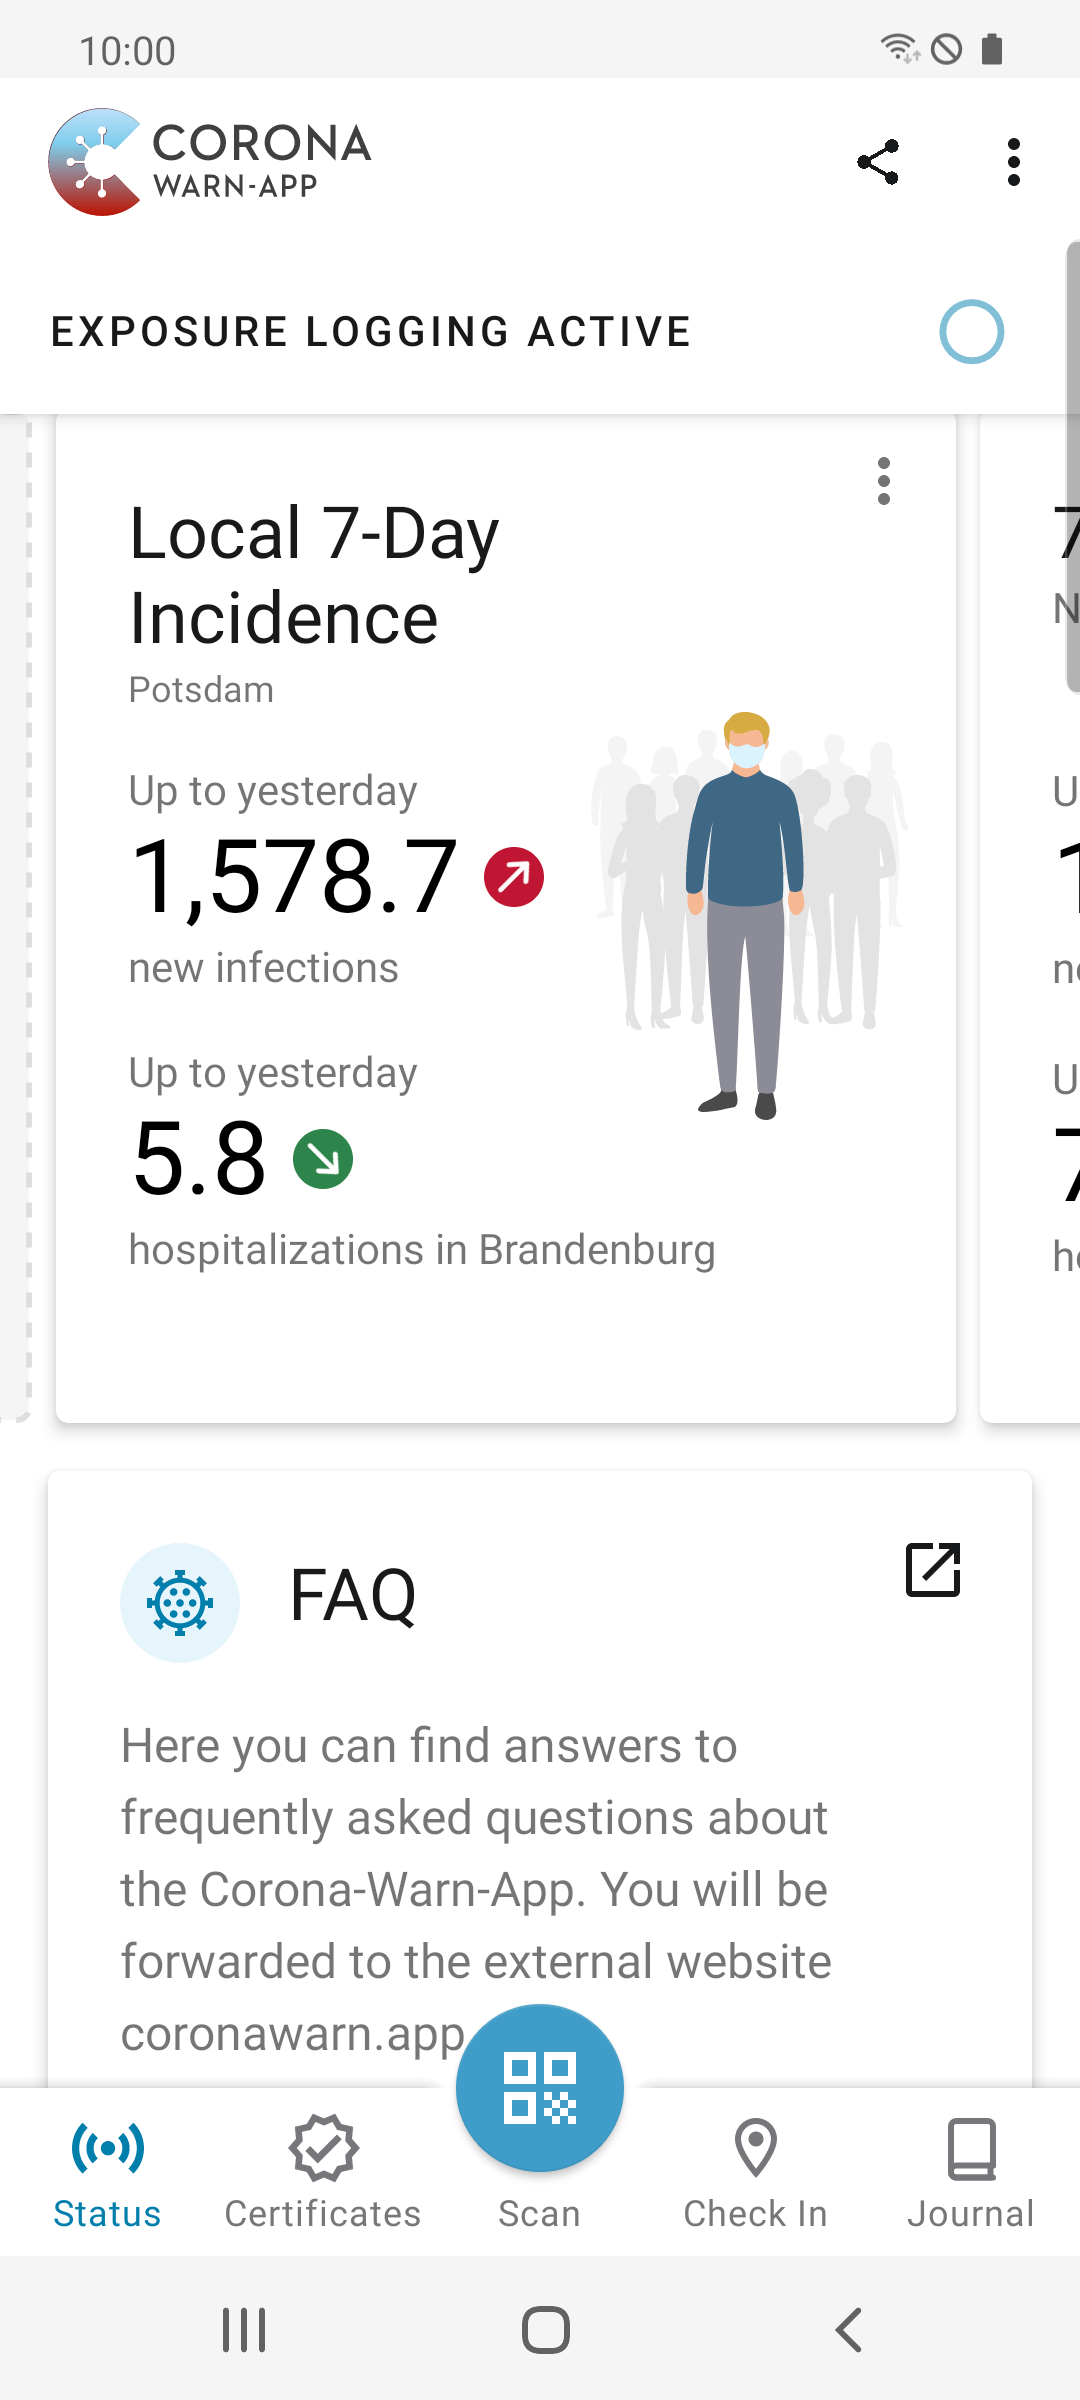 10:00
CORONA
WARN-APP
EXPOSURE LOGGING ACTIVE
Local 7-Day
Incidence
Potsdam
Up to yesterday
1,578.7
new infections
Up to yesterday
5.8
hospitalizations in Brandenburg
FAQ
Here you can find answers to
frequently asked questions about
the Corona-Warn-App. You will be
forwarded to the external website
coronawarn.app
Status
Certificates
Scan
Check In
Journal